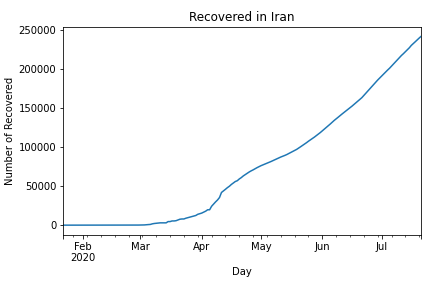 Recovered in Iran
250000
200000
150000
100000
50000
0
Number of Recovered
Feb
2020
Mar
Apr
May
Jun
Jul
Day